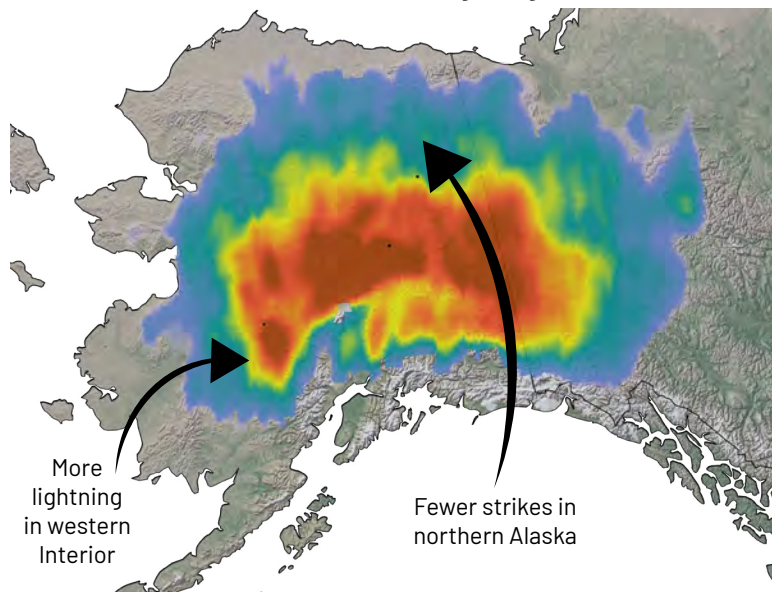 More
lightning
in western
Interior
Fewer strikes in
northern Alaska